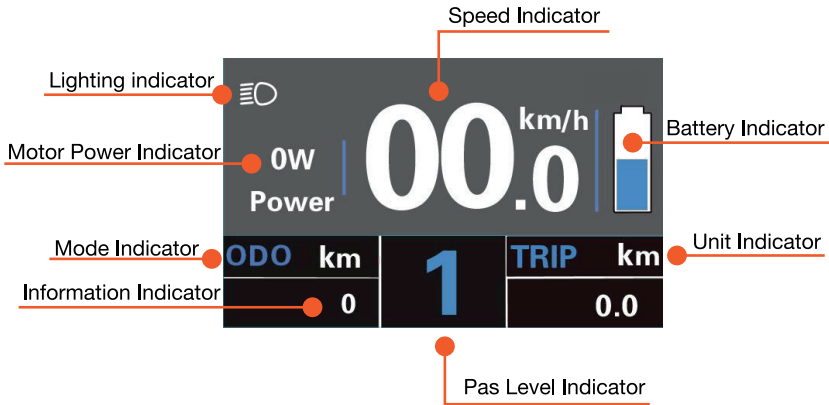 Speed Indicator
Lighting indicator
km/h
00.0
Battery Indicator
Motor Power Indicator
0W
Power
Mode Indicator
ODO km
1
TRIP km
Unit Indicator
Information Indicator
0
0.0
Pas Level Indicator